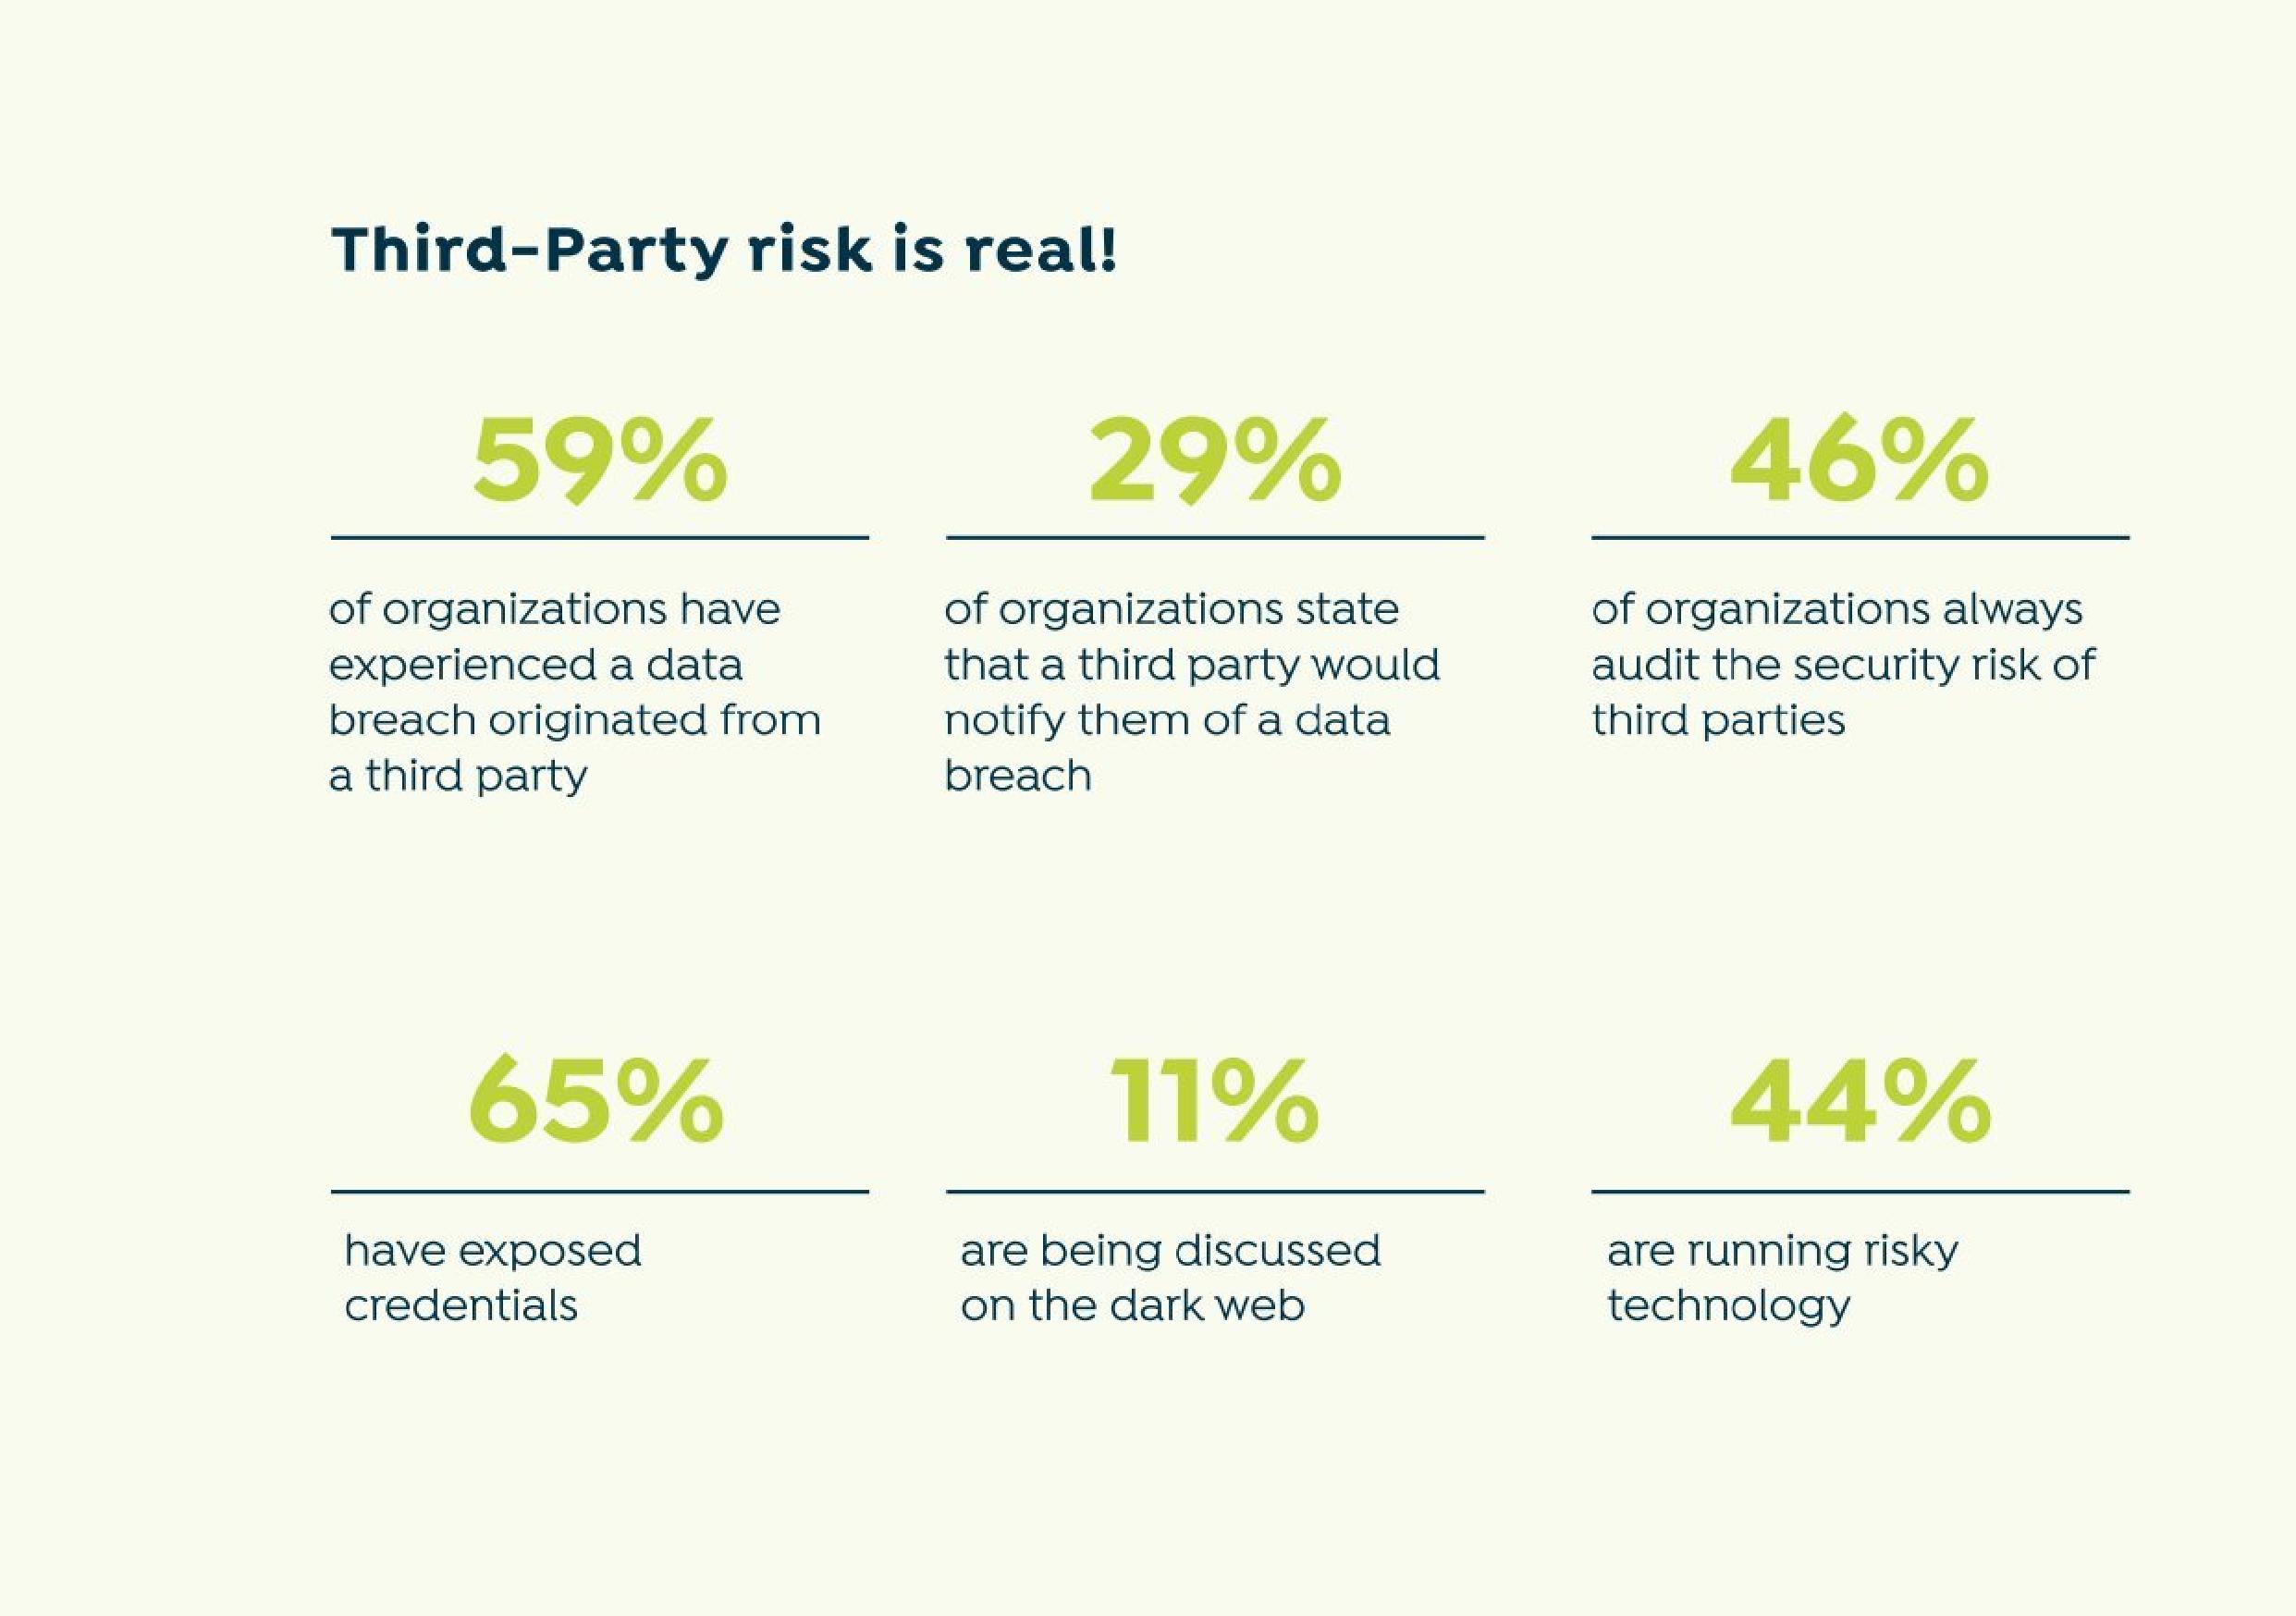 Third-Party risk is real!
59%
of organizations have
experienced a data
breach originated from
a third party
29%
of organizations state
that a third party would
notify them of a data
breach
46%
of organizations always
audit the security risk of
third parties
65%
have exposed
credentials
11%
are being discussed
on the dark web
44%
are running risky
technology